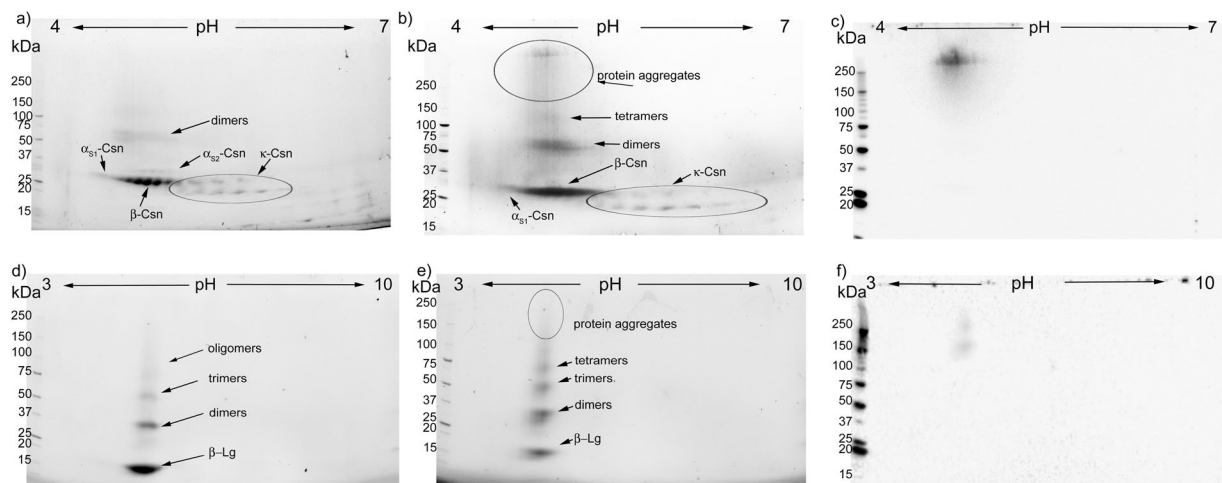 a)
4
pH
7
kDa
250
150
100
75
50
37
25
20
15
dimers
αS1-Csn
αS2-Csn
κ-Csn
β-Csn
b)
4
pH
7
kDa
250
150
100
75
50
37
25
20
15
protein aggregates
tetramers
dimers
β-Csn
κ-Csn
αS1-Csn
c)
4
pH
7
kDa
250
150
100
75
50
37
25
20
d)
3
pH
10
kDa
250
150
100
75
50
37
25
20
15
oligomers
trimers
dimers
β–Lg
e)
3
pH
10
kDa
250
150
100
75
50
37
25
20
15
protein aggregates
tetramers
trimers
dimers
β–Lg
f)
3
pH
10
kDa
250
150
100
75
50
37
25
20
15